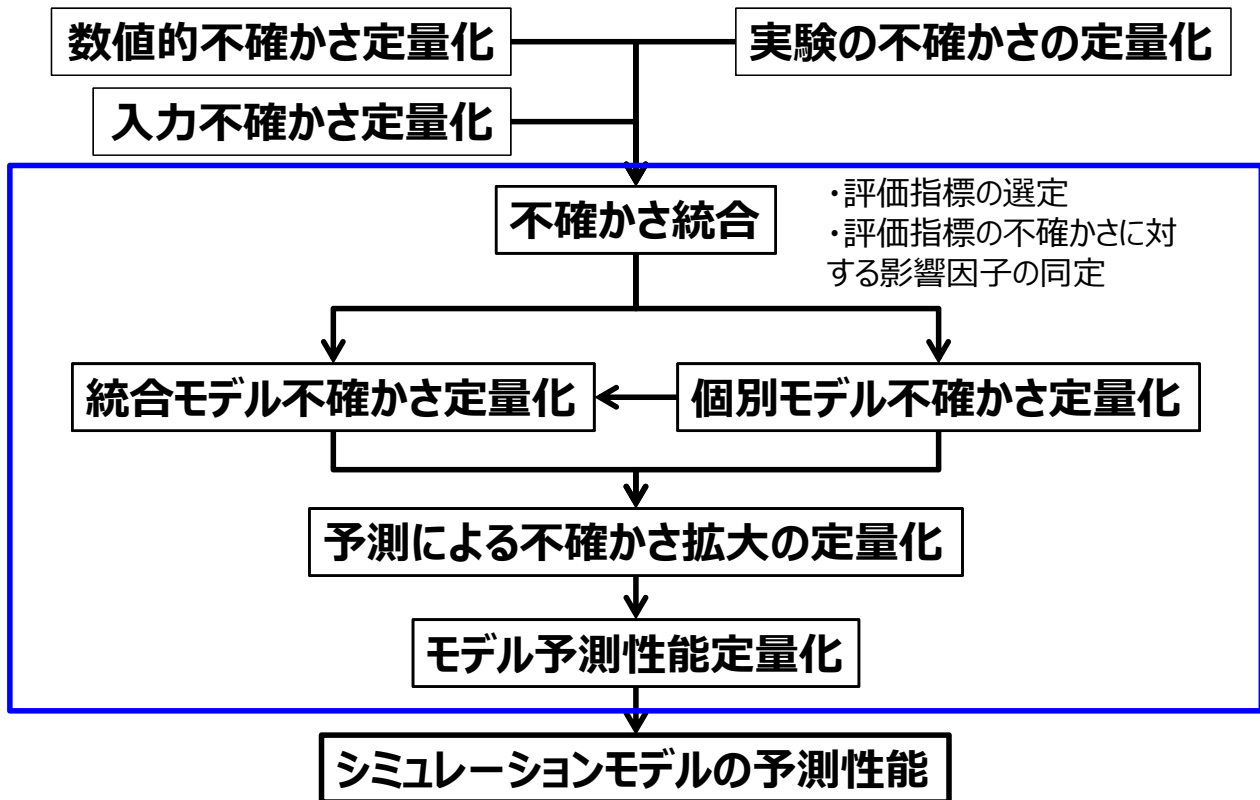 数値的不確かさ定量化
実験の不確かさの定量化
入力不確かさ定量化
不確かさ統合
・評価指標の選定
・評価指標の不確かさに対
する影響因子の同定
統合モデル不確かさ定量化
個別モデル不確かさ定量化
予測による不確かさ拡大の定量化
モデル予測性能定量化
シミュレーションモデルの予測性能